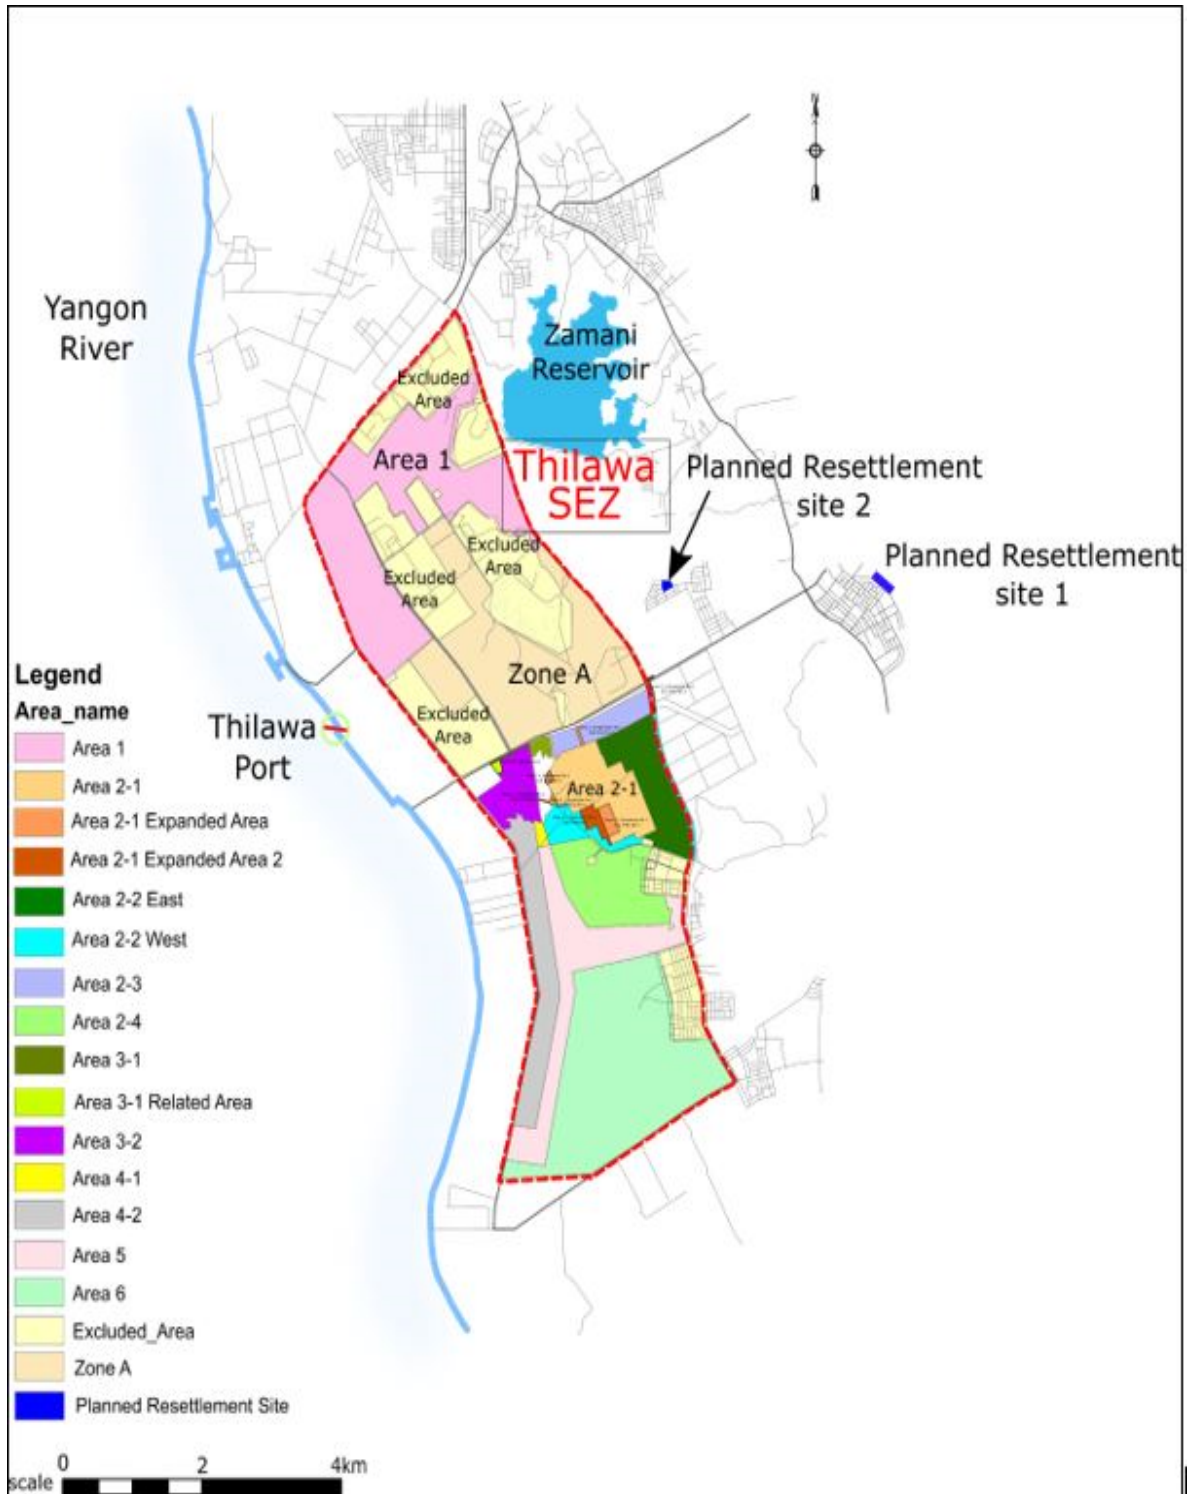 N
Yangon
River
Zamani
Reservoir
Excluded
Area
Area 1
Thilawa
SEZ
Planned Resettlement
site 2
Excluded
Area
Excluded
Area
Planned Resettlement
site 1
Zone A
Excluded
Area
Thilawa
Port
Area 2-1
Legend
Area_name
Area 1
Area 2-1
Area 2-1 Expanded Area
Area 2-1 Expanded Area 2
Area 2-2 East
Area 2-2 West
Area 2-3
Area 2-4
Area 3-1
Area 3-1 Related Area
Area 3-2
Area 4-1
Area 4-2
Area 5
Area 6
Excluded_Area
Zone A
Planned Resettlement Site
0 2 4km
scale